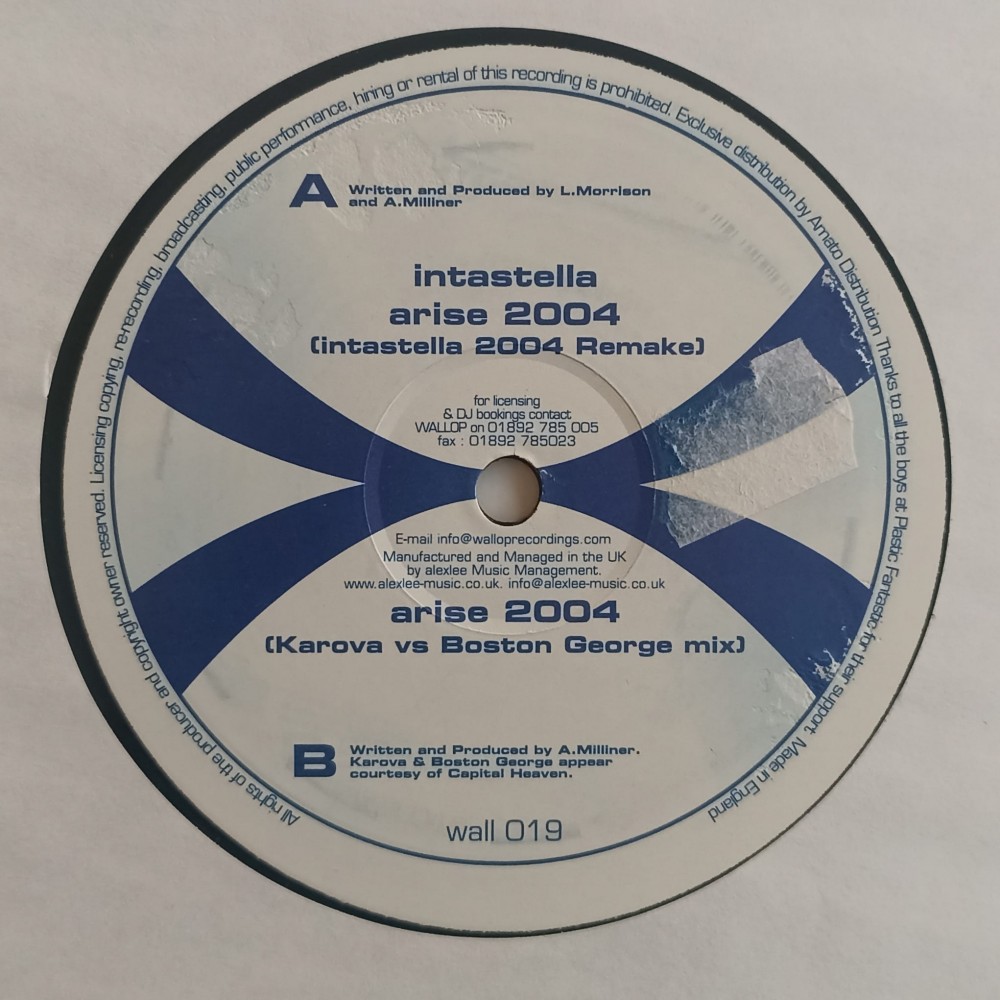 All rights of the producer and copyright owner reserved. Licensing copying, re-recording, broadcasting, public performance, hiring or rental of this recording is prohibited. Exclusive distribution by Amato Distribution Thanks to all the boys at Plastic Fantastic for their support. Made in England
A
Written and Produced by L.Morrison
and A.Milliner
intastella
arise 2004
(intastella 2004 Remake)
for licensing
& DJ bookings contact
WALLOP on 01892 785 005
fax : 01892 785023
E-mail info@walloprecordings.com
Manufactured and Managed in the UK
by alexlee Music Management.
www.alexlee-music.co.uk. info@alexlee-music.co.uk
arise 2004
(Karova vs Boston George mix)
B
Written and Produced by A.Milliner.
Karova & Boston George appear
courtesy of Capital Heaven.
wall 019